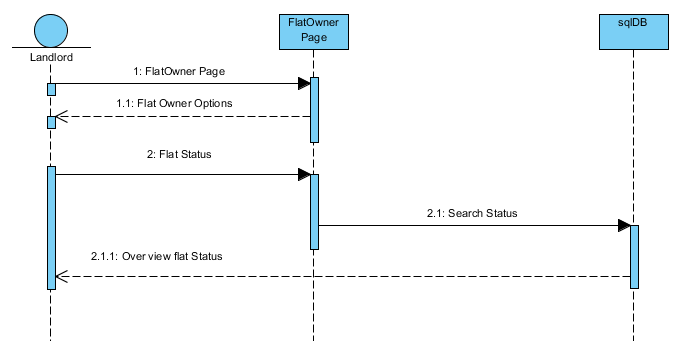 FlatOwner
Page
sqlDB
Landlord
1: FlatOwner Page
1.1: Flat Owner Options
2: Flat Status
2.1: Search Status
2.1.1: Over view flat Status